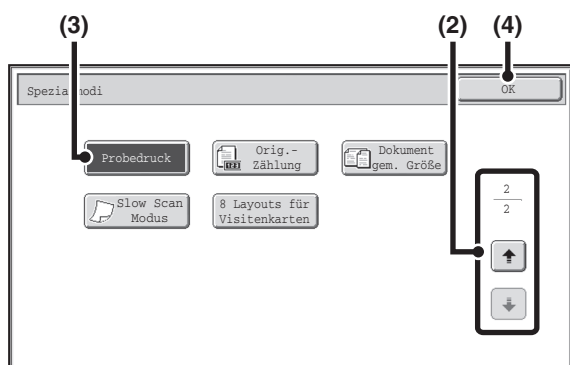 (3)
(2)
(4)
Spezialmodi
OK
Probedruck
Orig.-
Zählung
Dokument
gem. Größe
Slow Scan
Modus
8 Layouts für
Visitenkarten
2
2